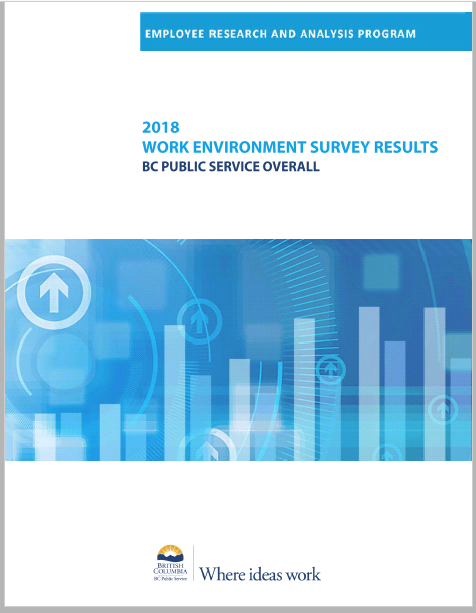 EMPLOYEE RESEARCH AND ANALYSIS PROGRAM
2018
WORK ENVIRONMENT SURVEY RESULTS
BC PUBLIC SERVICE OVERALL
BRITISH
COLUMBIA
BC Public Service
Where ideas work